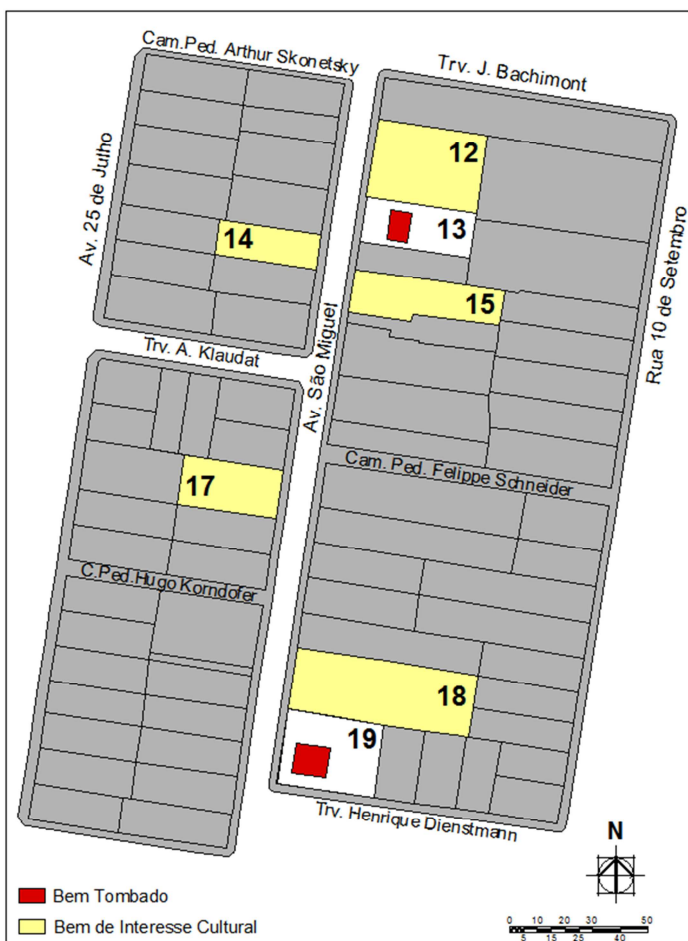 Cam.Ped. Arthur Skonetsky
Trv. J. Bachimont
12
Av. 25 de Julho
13
14
Rua 10 de Setembro
15
Trv. A. Klaudat
Av. São Miguel
Cam. Ped. Felippe Schneider
17
C.Ped.Hugo Korndofer
18
19
Trv. Henrique Dienstmann
N
Bem Tombado
Bem de Interesse Cultural
0 10 20 30 40 50
5 15 25 35